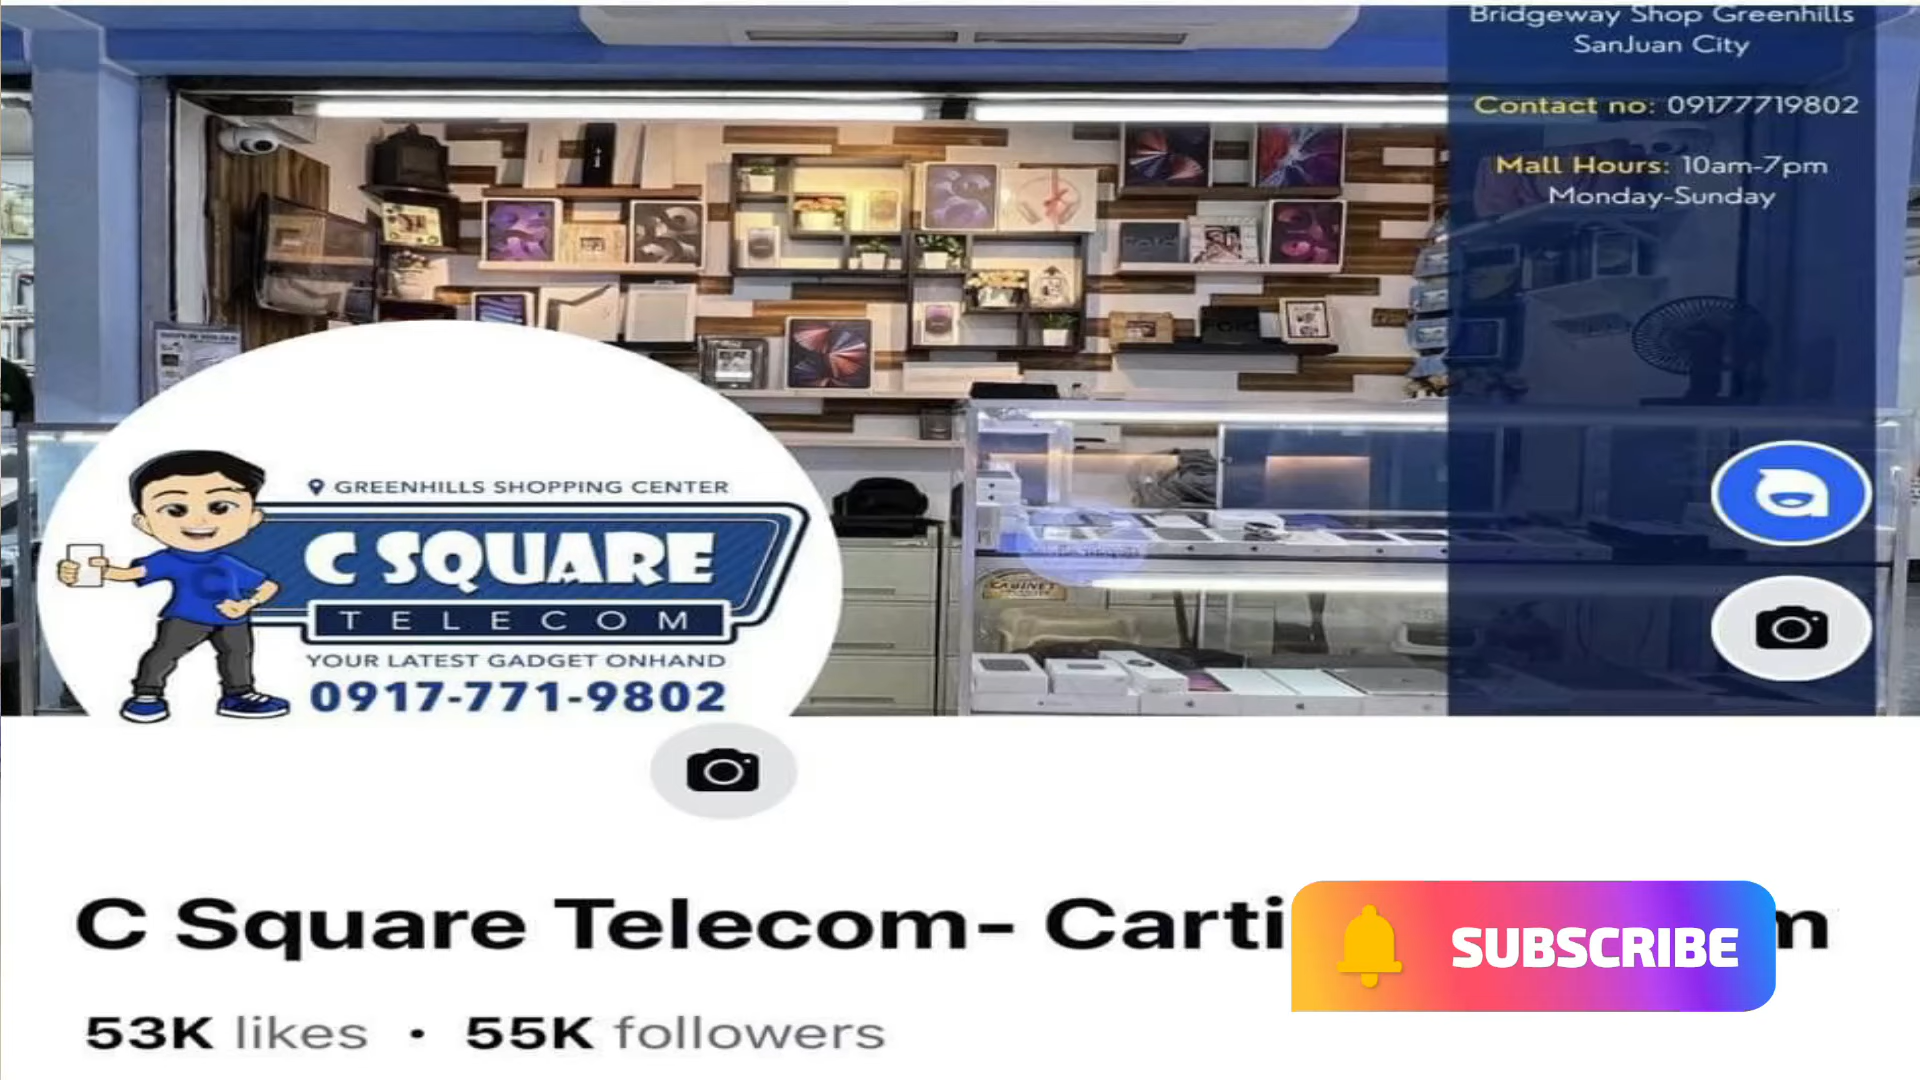 Bridgeway Shop Greenhills
SanJuan City
Contact no: 09177719802
Mall Hours: 10am-7pm
Monday-Sunday
GREENHILLS SHOPPING CENTER
C SQUARE
TELECOM
YOUR LATEST GADGET ONHAND
0917-771-9802
C Square Telecom- Carti
m
SUBSCRIBE
53K likes · 55K followers